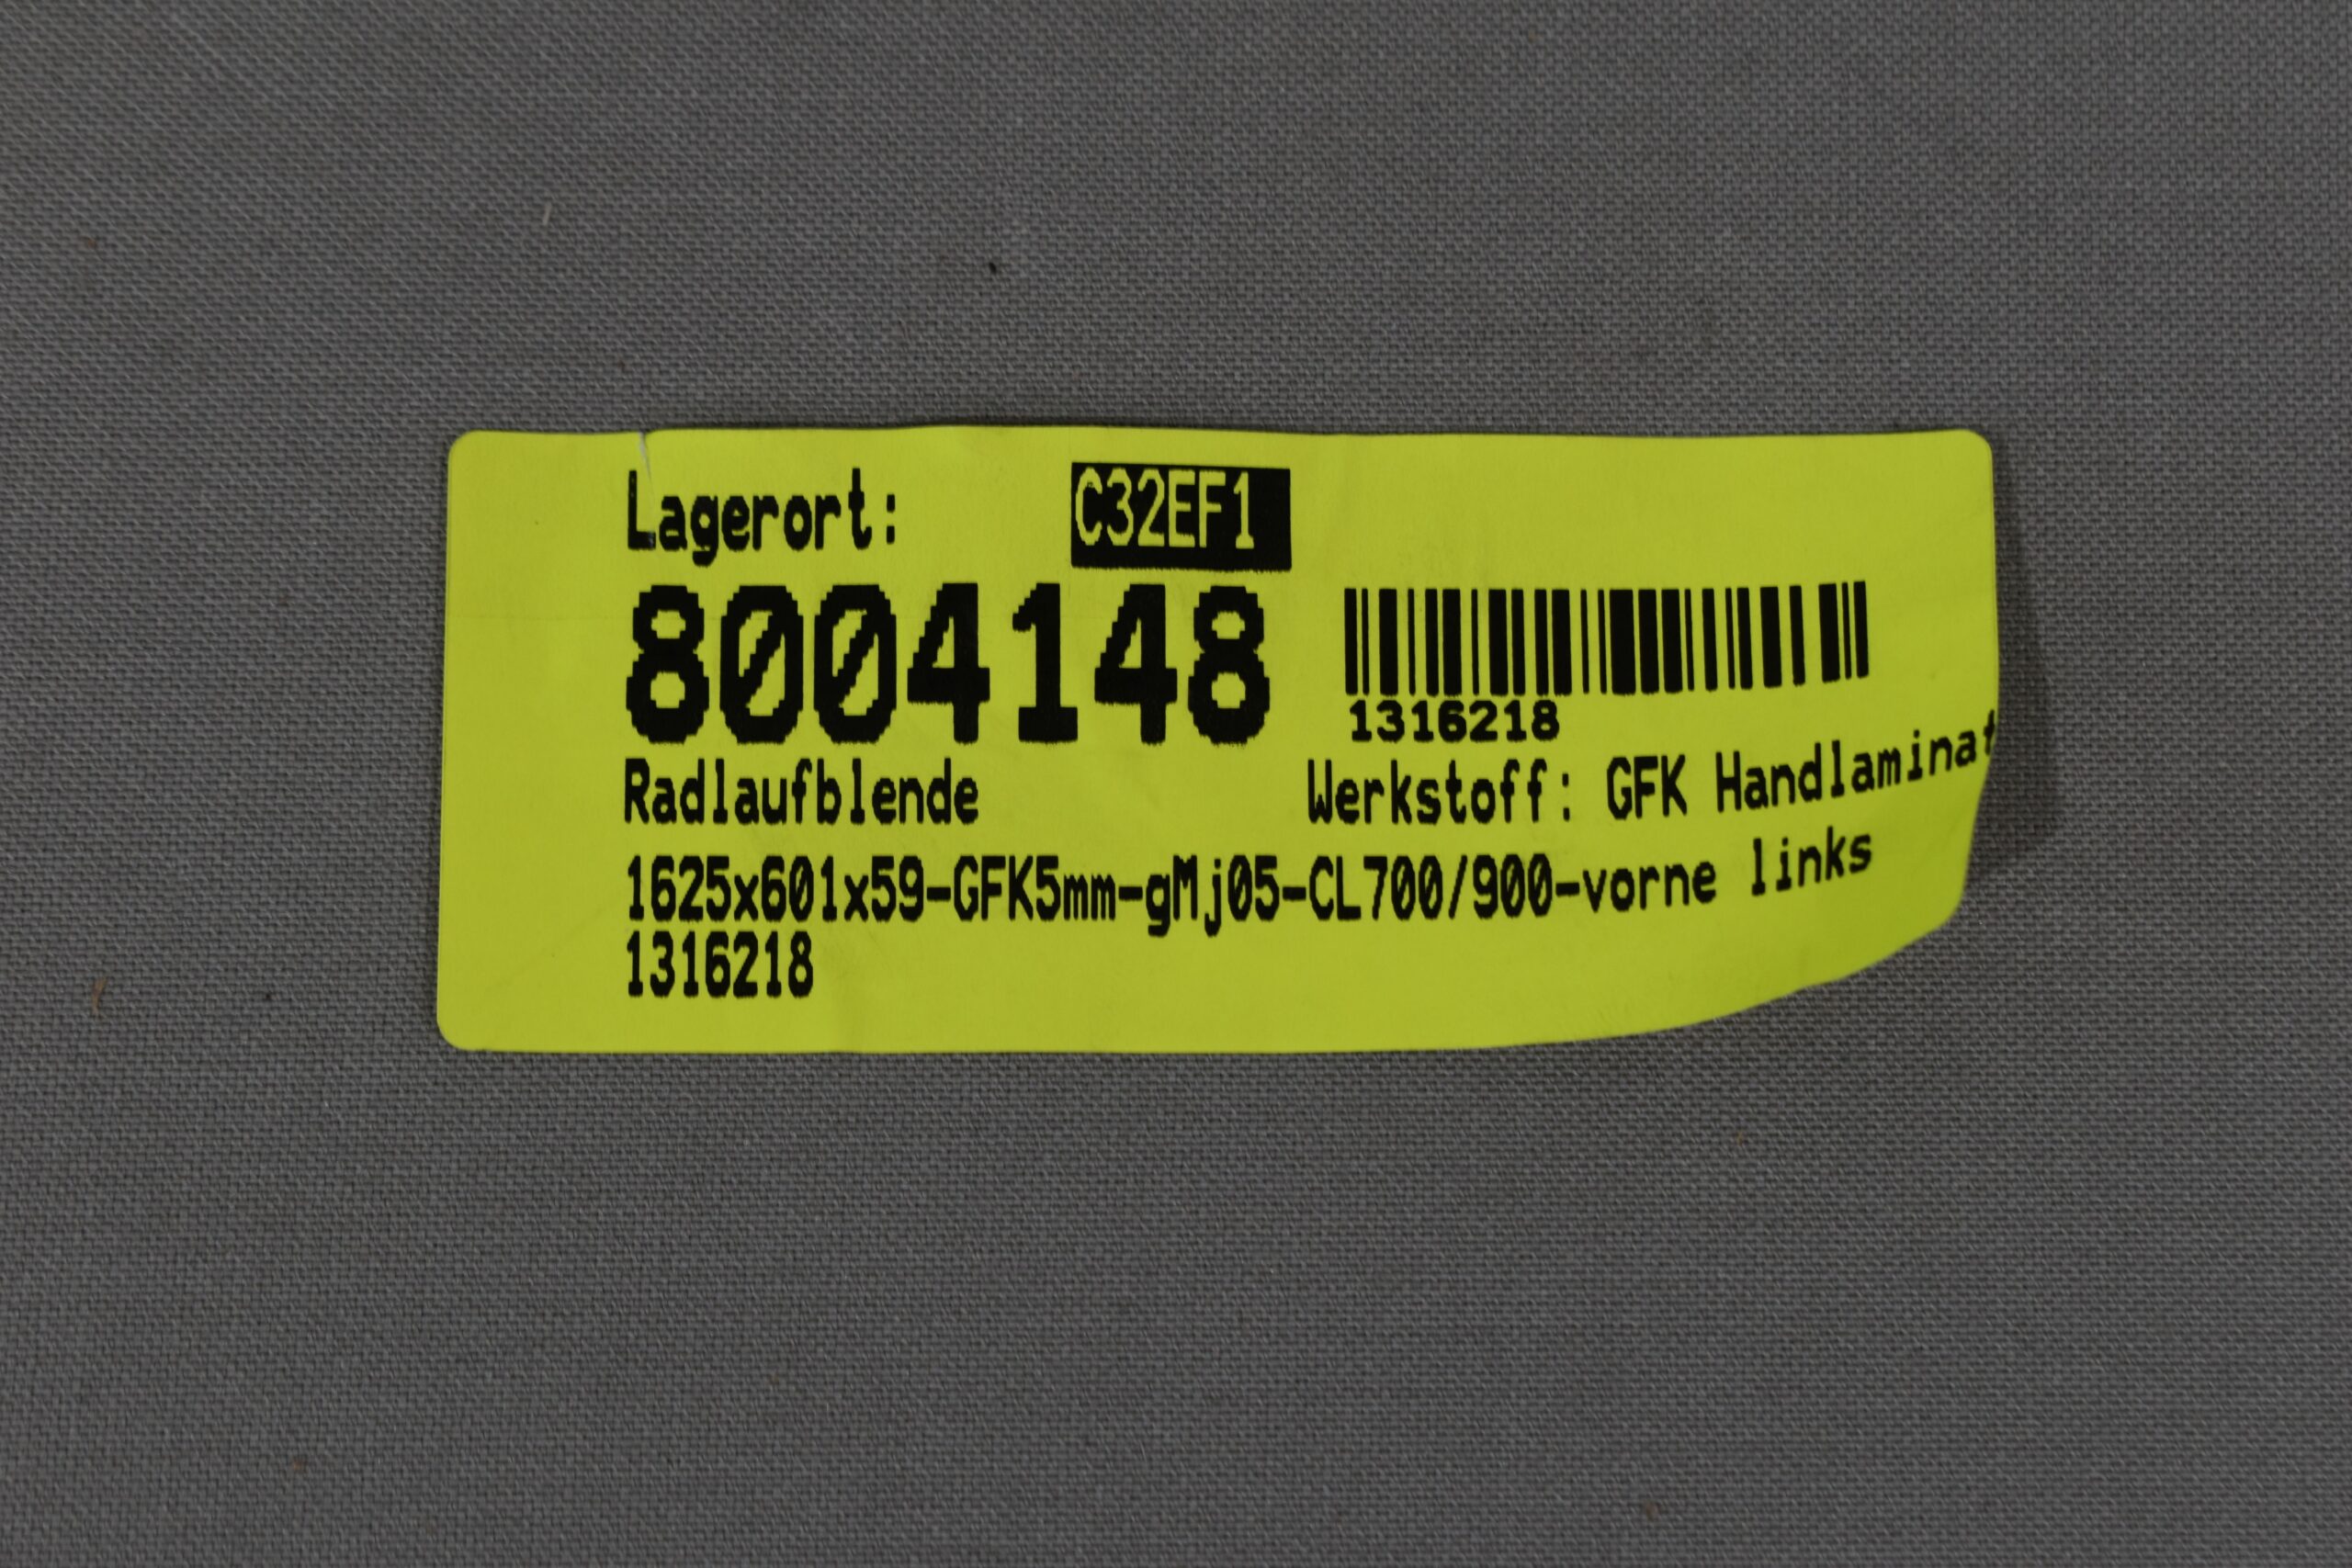 Lagerort: C32EF1
8004148
1316218
Radlaufblende Werkstoff: GFK Handlaminat
1625x601x59-GFK5mm-gMj05-CL700/900-vorne links
1316218